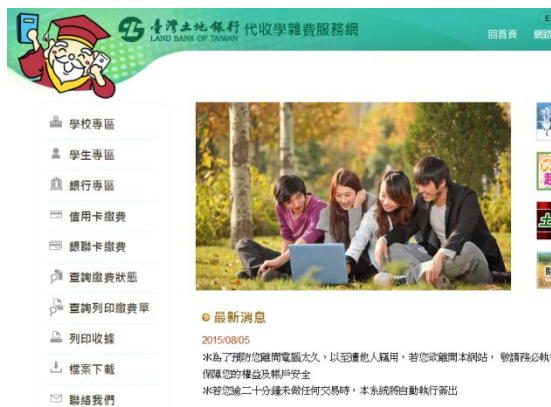 臺灣土地銀行 代收學雜費服務網
LAND BANK OF TAIWAN
回首頁
學校專區
學生專區
銀行專區
信用卡繳費
銀聯卡繳費
查詢繳費狀態
查詢列印繳費單
列印收據
檔案下載
聯絡我們
最新消息
2015/08/05
※為了預防您離開電腦太久,以至遭他人竊用,若您欲離開本網站, 敬請務必執
保障您的權益及帳戶安全
※若您逾二十分鐘未做任何交易時,本系統將自動執行簽出